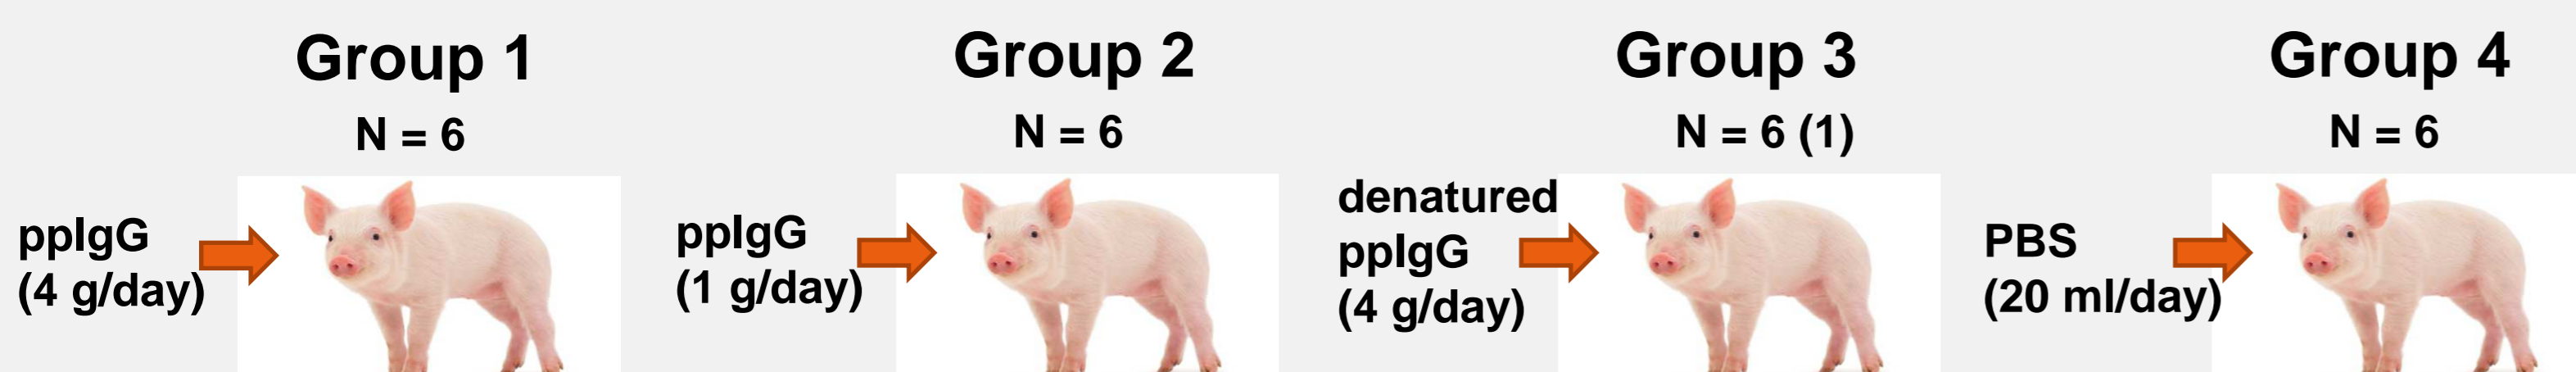 Group 1
N = 6
ppIgG
(4 g/day)
Group 2
N = 6
ppIgG
(1 g/day)
Group 3
N = 6 (1)
denatured
ppIgG
(4 g/day)
Group 4
N = 6
PBS
(20 ml/day)